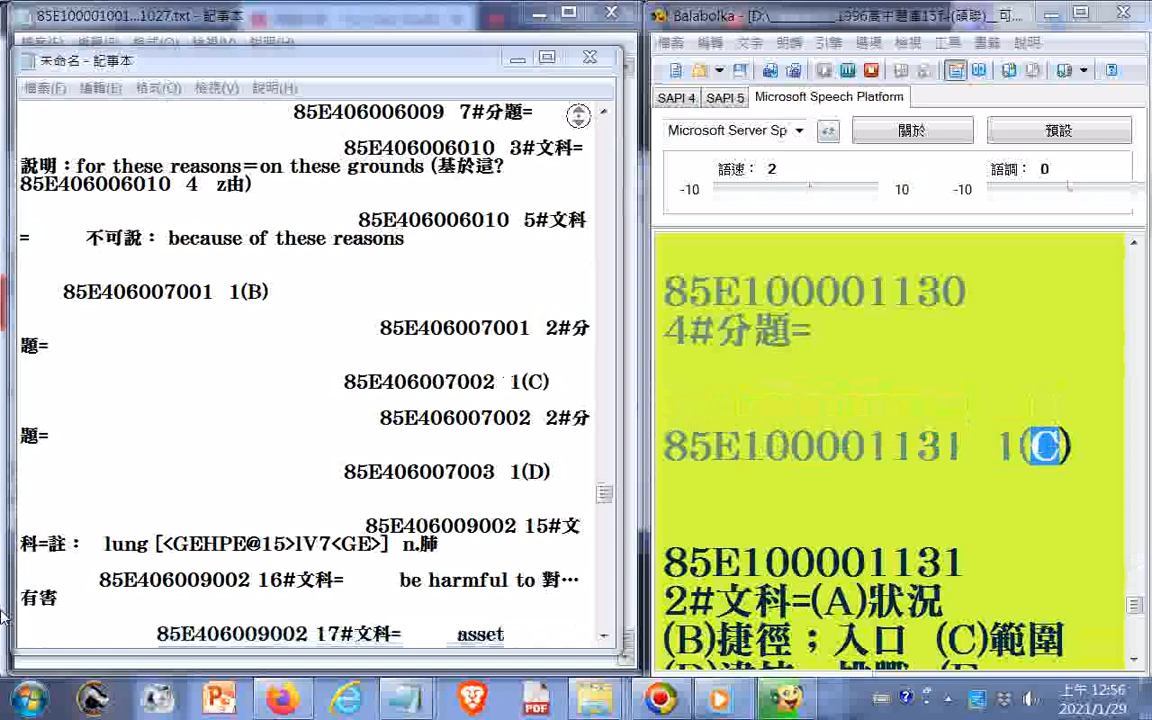 85E100001001...1027.txt - 記事本
未命名 - 記事本
檔案(F) 編輯(E) 格式(O) 檢視(V) 說明(H)
85E406006009 7#分題=
85E406006010 3#文科=
說明：for these reasons＝on these grounds (基於這?
85E406006010 4 z由)
85E406006010 5#文科
= 不可說： because of these reasons
85E406007001 1(B)
85E406007001 2#分
題=
85E406007002 1(C)
85E406007002 2#分
題=
85E406007003 1(D)
85E406009002 15#文
科=註： lung [<GEHPE@15>lV7<GE>] n.肺
85E406009002 16#文科= be harmful to 對…
有害
85E406009002 17#文科= asset
Balabolka - [D:\
檔案 編輯 文字 朗讀 引擎 選項 檢視 工具 書籤 說明
SAPI 4 SAPI 5 Microsoft Speech Platform
Microsoft Server Sp 關於 預設
語速： 2 語調： 0
-10 10 -10
85E100001130
4#分題=
85E100001131 1(C)
85E100001131
2#文科=(A)狀況
(B)捷徑；入口 (C)範圍
PDF
上午 12:56
2021/1/29